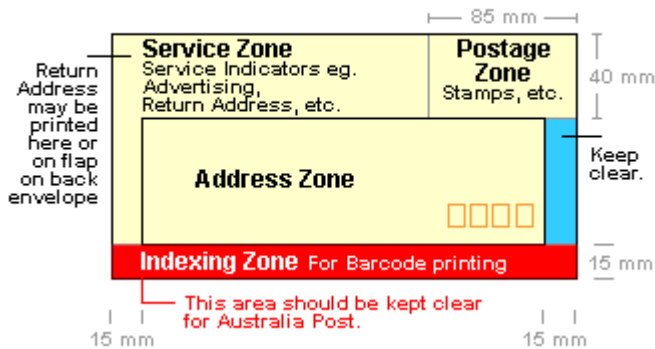 85 mm
Service Zone
Service Indicators eg.
Advertising,
Return Address, etc.
Postage
Zone
Stamps, etc.
40 mm
Return
Address
may be
printed
here or
on flap
on back
envelope
Keep
clear.
Address Zone
Indexing Zone For Barcode printing
15 mm
This area should be kept clear
for Australia Post.
15 mm
15 mm